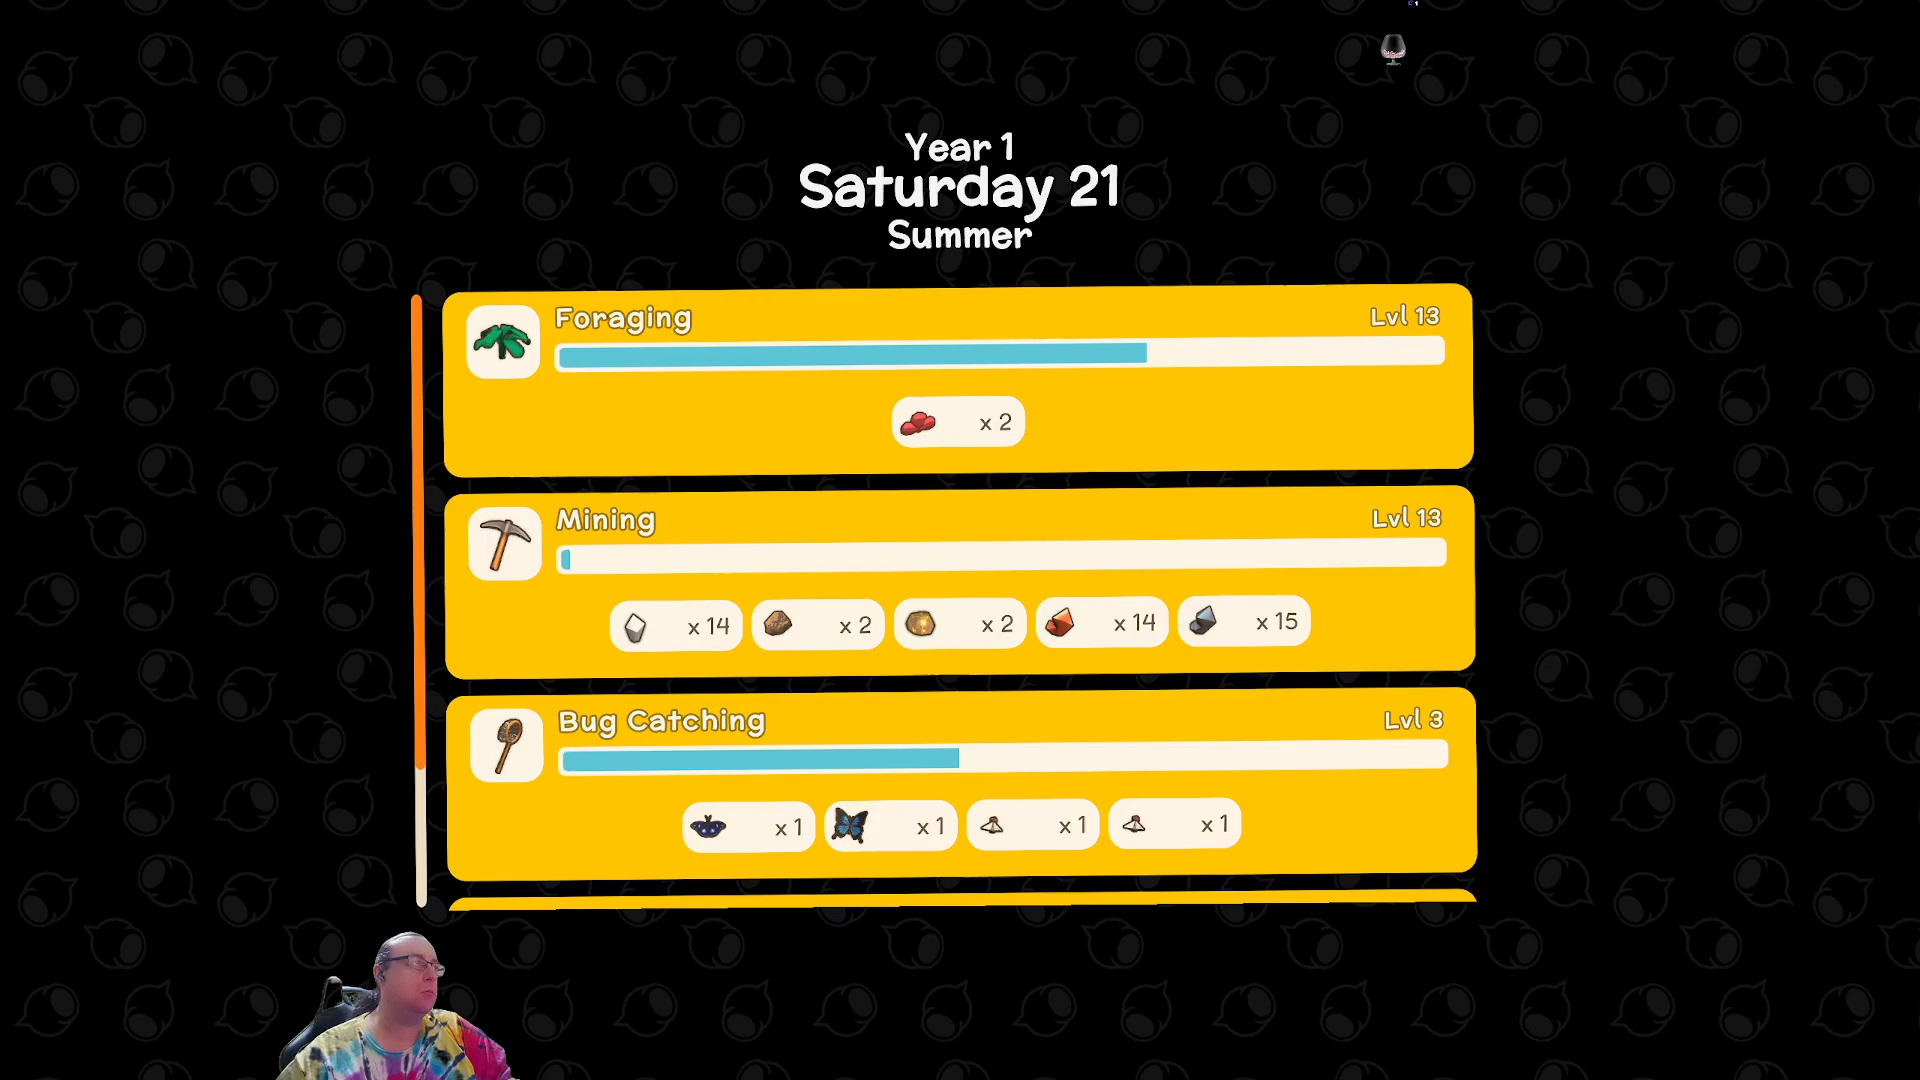 Year 1
Saturday 21
Summer
Foraging
Lvl 13
x 2
Mining
Lvl 13
x 14
x 2
x 2
x 14
x 15
Bug Catching
Lvl 3
x 1
x 1
x 1
x 1